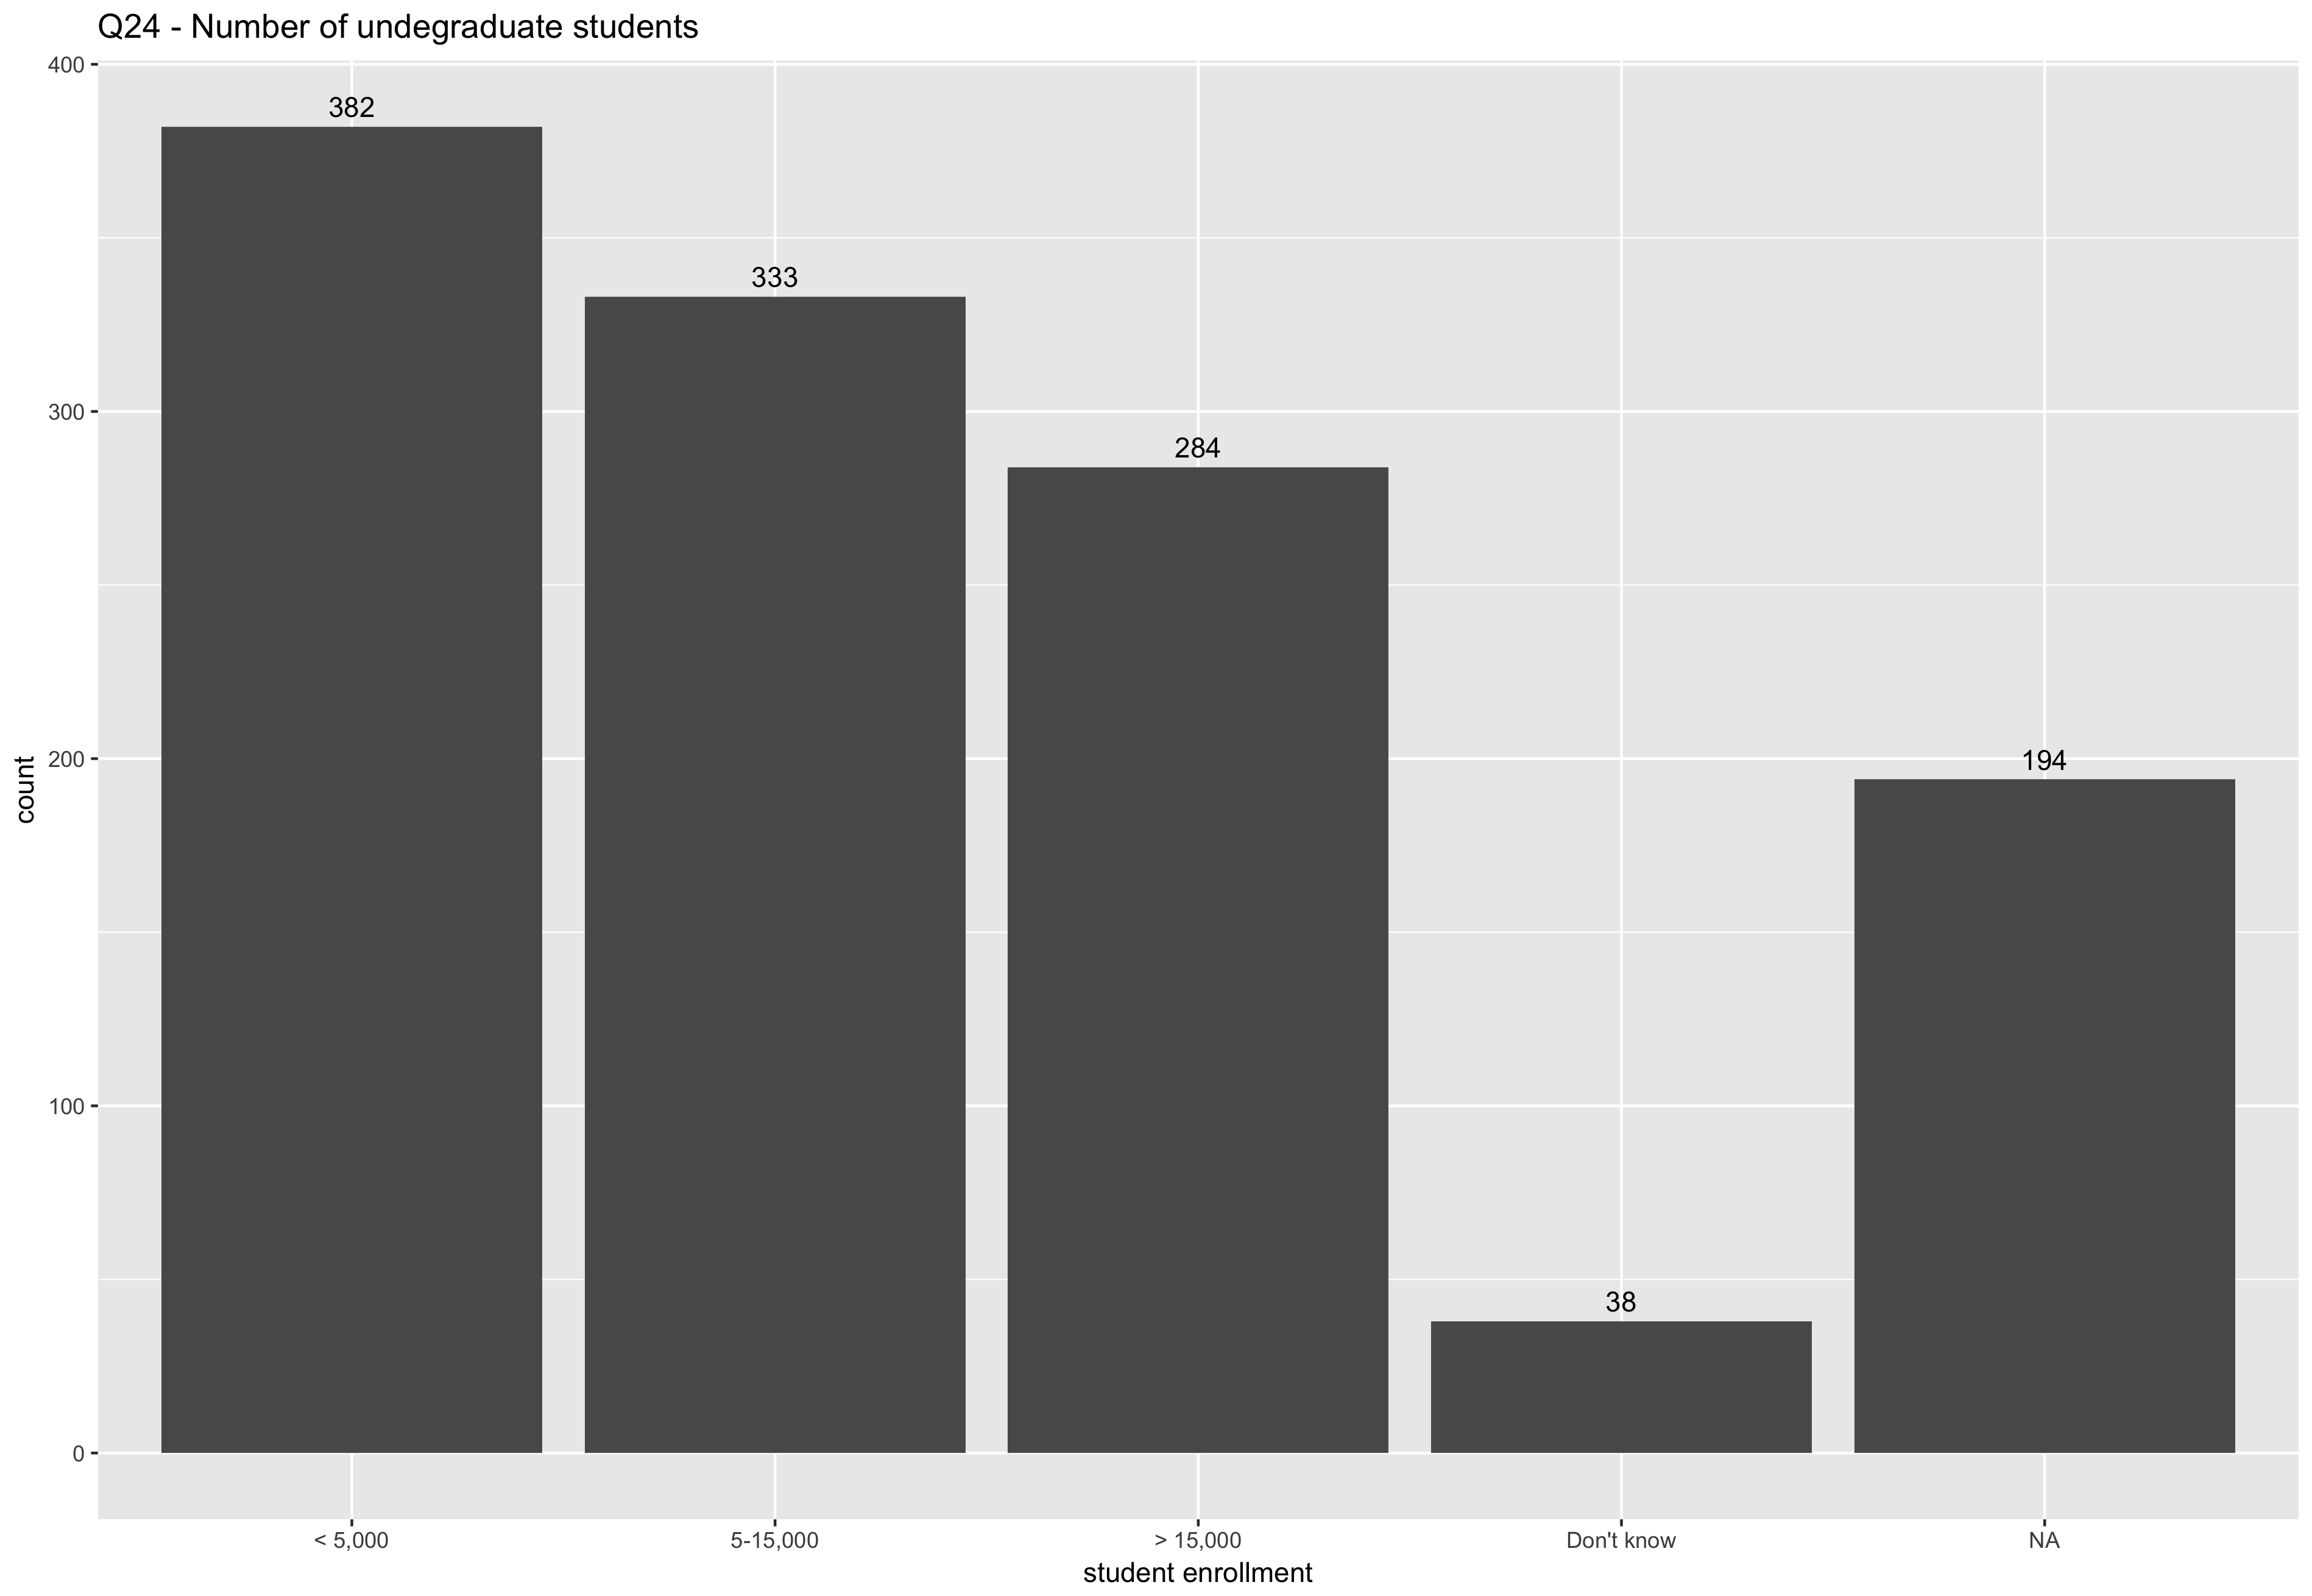 Q24 - Number of undegraduate students
400
382
333
300
284
count
200
194
100
38
0
< 5,000
5-15,000
> 15,000
Don't know
NA
student enrollment